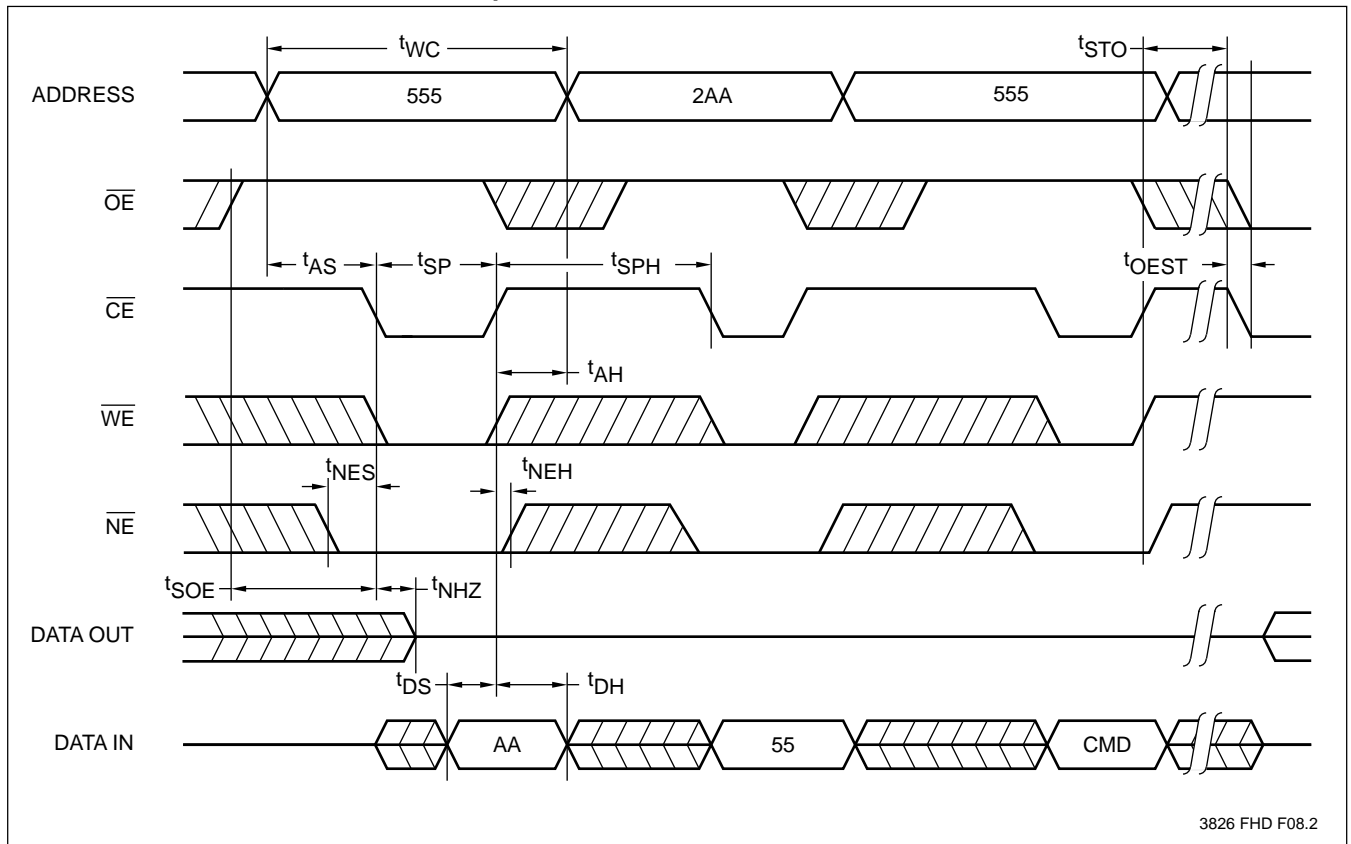 tWC
tSTO
ADDRESS
555
2AA
555
OE
tAS
tSP
tSPH
tOEST
CE
tAH
WE
tNES
tNEH
NE
tSOE
tNHZ
DATA OUT
tDS
tDH
DATA IN
AA
55
CMD
3826 FHD F08.2